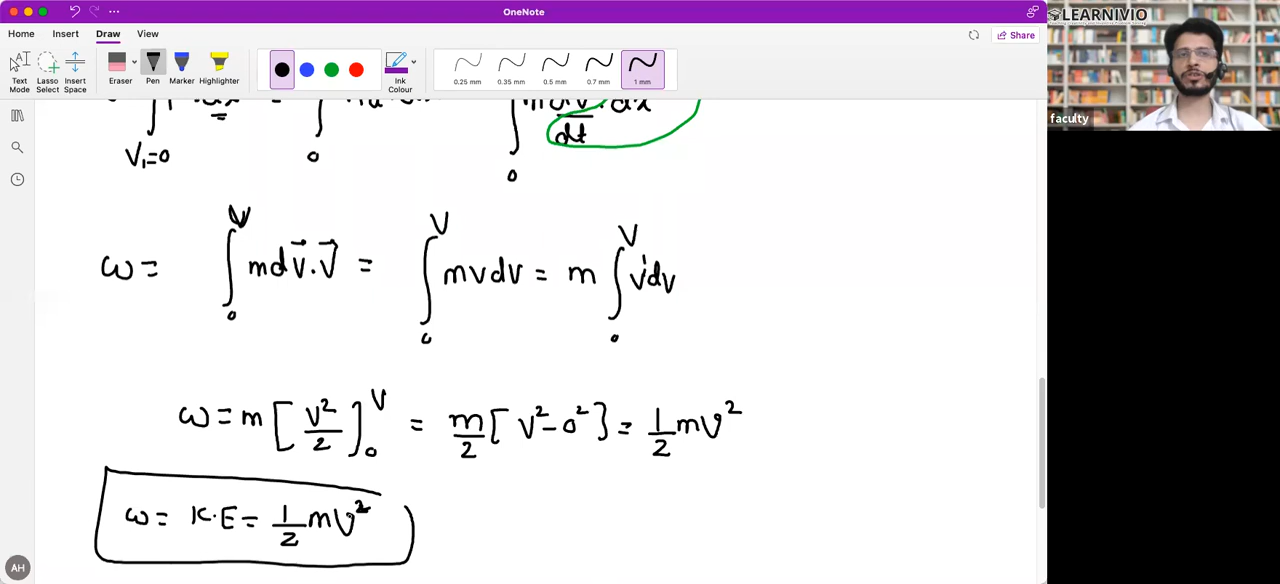 OneNote
LEARNIVIO
Home Insert Draw View
Share
Text Mode Lasso Select Insert Space Eraser Pen Marker Highlighter Ink Colour 0.25 mm 0.35 mm 0.5 mm 0.7 mm 1 mm
faculty
V₁=0 0 dt
0
ω = ∫₀^V m dv⃗·v⃗ = ∫₀^V mvdv = m ∫₀^V v¹dv
ω = m [V²/2]₀^V = m/2 [V²-0²] = 1/2 mV²
ω = K.E = 1/2 mV²
AH